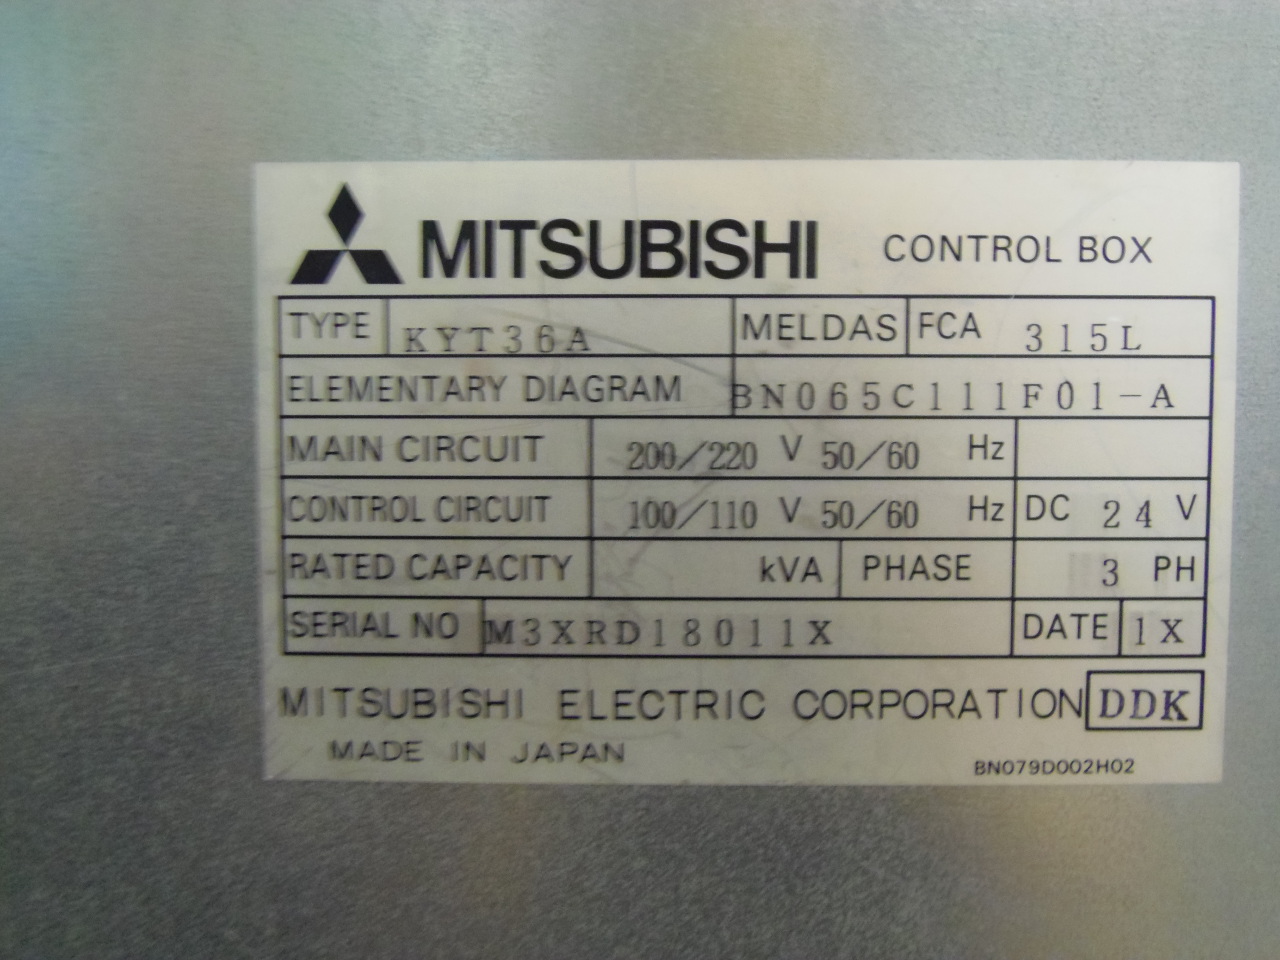 MITSUBISHI CONTROL BOX
TYPE KYT36A MELDAS FCA 315L
ELEMENTARY DIAGRAM BN065C111F01-A
MAIN CIRCUIT 200/220 V 50/60 Hz
CONTROL CIRCUIT 100/110 V 50/60 Hz DC 24 V
RATED CAPACITY kVA PHASE 3 PH
SERIAL NO M3XRD18011X DATE 1X
MITSUBISHI ELECTRIC CORPORATION DDK
MADE IN JAPAN BN079D002H02